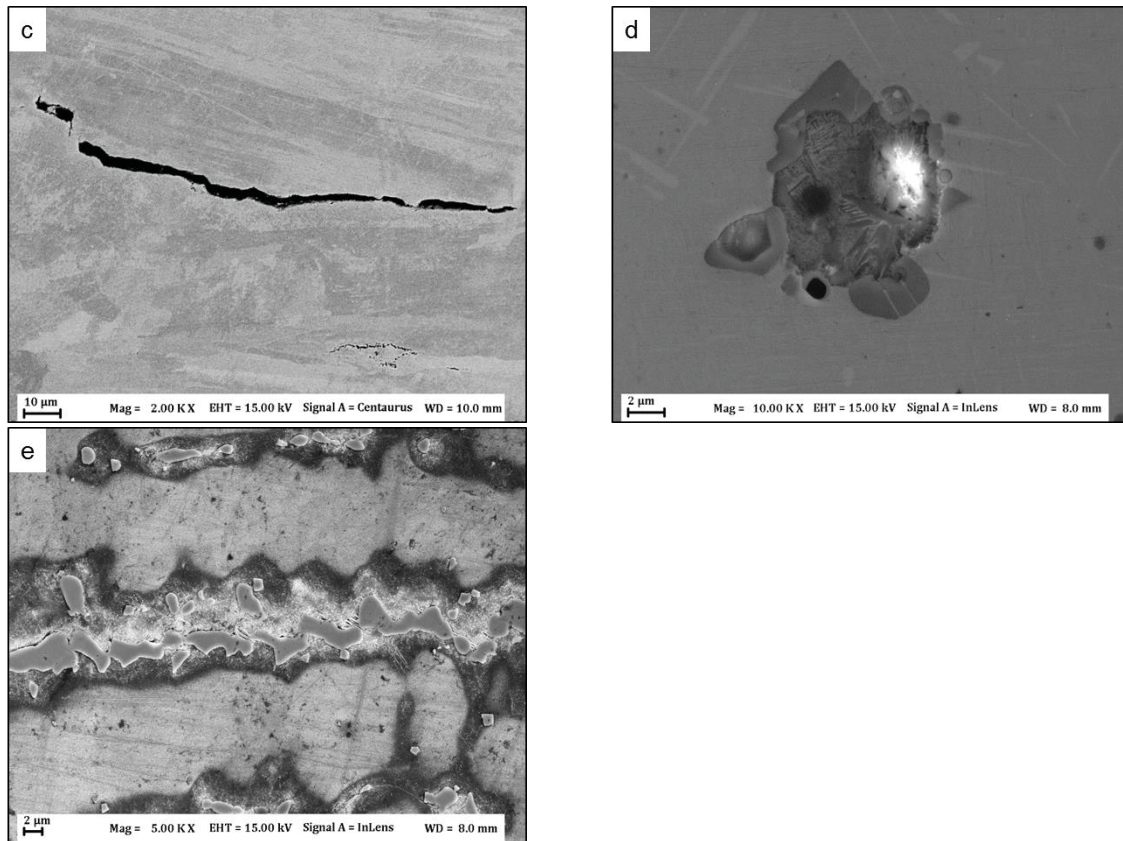 c
10 µm
Mag = 2.00 K X EHT = 15.00 kV Signal A = Centaurus WD = 10.0 mm
d
2 µm
Mag = 10.00 K X EHT = 15.00 kV Signal A = InLens WD = 8.0 mm
e
2 µm
Mag = 5.00 K X EHT = 15.00 kV Signal A = InLens WD = 8.0 mm